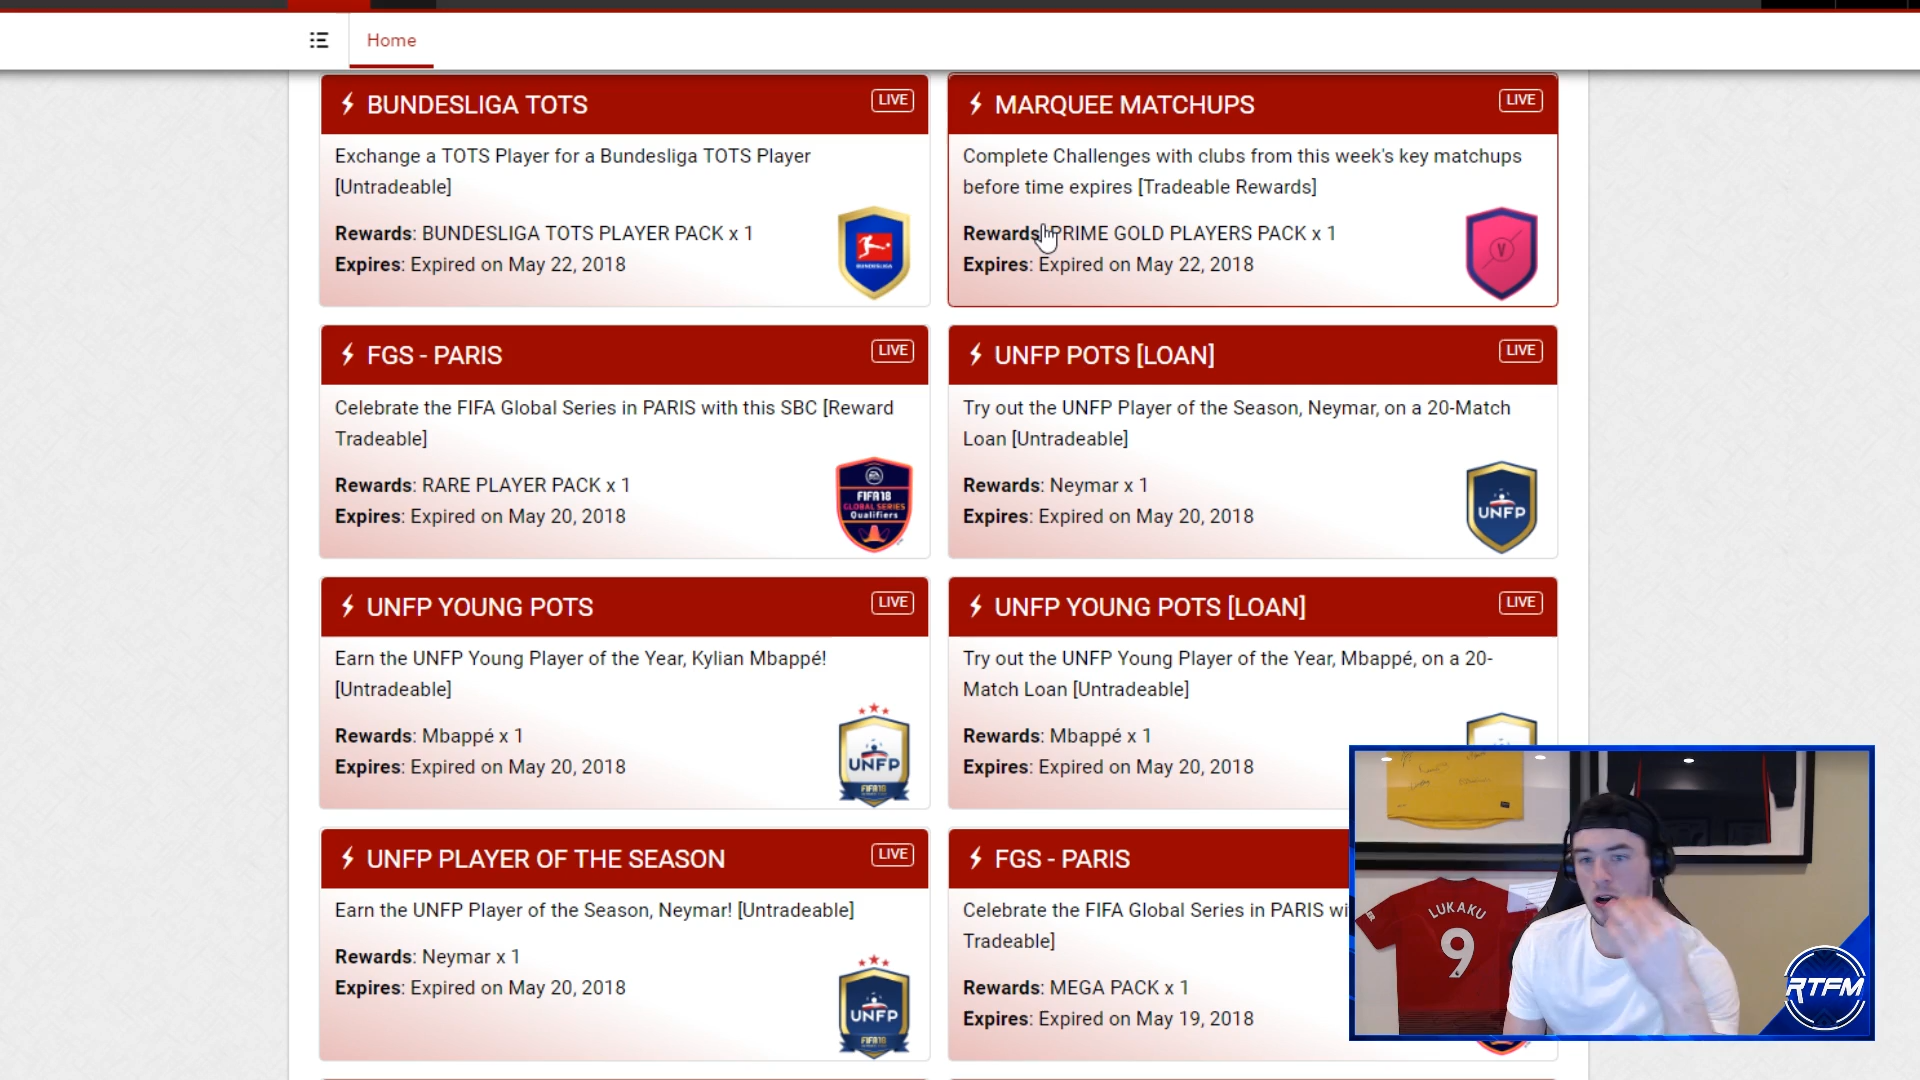 Home
BUNDESLIGA TOTS
LIVE
Exchange a TOTS Player for a Bundesliga TOTS Player
[Untradeable]
Rewards: BUNDESLIGA TOTS PLAYER PACK x 1
Expires: Expired on May 22, 2018
BUNDESLIGA
MARQUEE MATCHUPS
LIVE
Complete Challenges with clubs from this week's key matchups
before time expires [Tradeable Rewards]
Rewards: PRIME GOLD PLAYERS PACK x 1
Expires: Expired on May 22, 2018
V
FGS - PARIS
LIVE
Celebrate the FIFA Global Series in PARIS with this SBC [Reward
Tradeable]
Rewards: RARE PLAYER PACK x 1
Expires: Expired on May 20, 2018
FIFA18
GLOBAL SERIES
Qualifiers
UNFP POTS [LOAN]
LIVE
Try out the UNFP Player of the Season, Neymar, on a 20-Match
Loan [Untradeable]
Rewards: Neymar x 1
Expires: Expired on May 20, 2018
UNFP
UNFP YOUNG POTS
LIVE
Earn the UNFP Young Player of the Year, Kylian Mbappé!
[Untradeable]
Rewards: Mbappé x 1
Expires: Expired on May 20, 2018
UNFP
FIFA18
UNFP YOUNG POTS [LOAN]
LIVE
Try out the UNFP Young Player of the Year, Mbappé, on a 20-
Match Loan [Untradeable]
Rewards: Mbappé x 1
Expires: Expired on May 20, 2018
UNFP PLAYER OF THE SEASON
LIVE
Earn the UNFP Player of the Season, Neymar! [Untradeable]
Rewards: Neymar x 1
Expires: Expired on May 20, 2018
UNFP
FIFA18
FGS - PARIS
Celebrate the FIFA Global Series in PARIS wi
Tradeable]
Rewards: MEGA PACK x 1
Expires: Expired on May 19, 2018
LUKAKU
9
RTFM